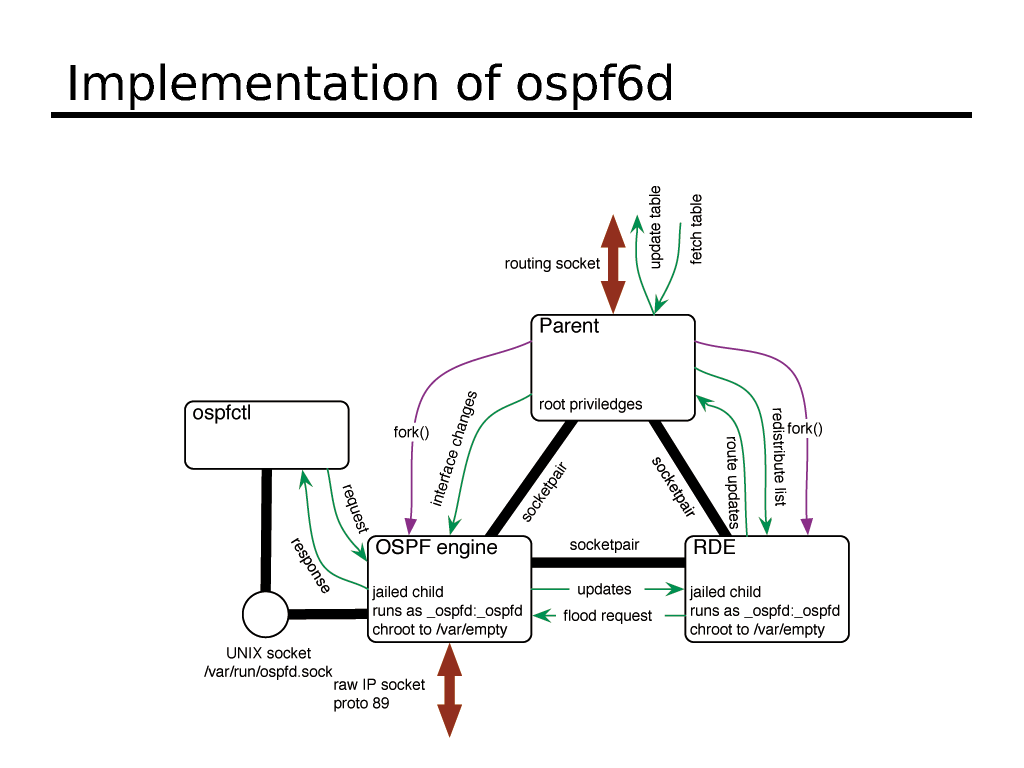 Implementation of ospf6d
update table
fetch table
routing socket
Parent
root priviledges
ospfctl
fork()
interface changes
redistribute list
fork()
route updates
socketpair
socketpair
request
response
OSPF engine
jailed child
runs as _ospfd:_ospfd
chroot to /var/empty
socketpair
updates
flood request
RDE
jailed child
runs as _ospfd:_ospfd
chroot to /var/empty
UNIX socket
/var/run/ospfd.sock
raw IP socket
proto 89